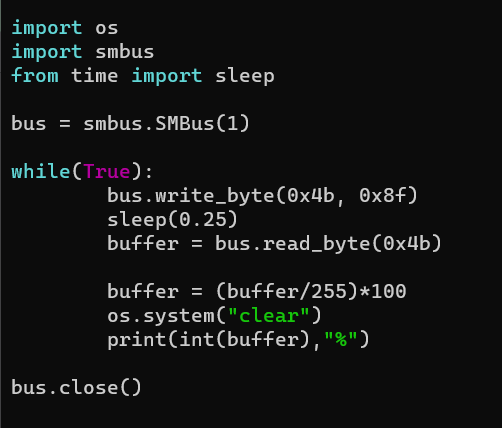 import os
import smbus
from time import sleep

bus = smbus.SMBus(1)

while(True):
        bus.write_byte(0x4b, 0x8f)
        sleep(0.25)
        buffer = bus.read_byte(0x4b)

        buffer = (buffer/255)*100
        os.system("clear")
        print(int(buffer),"%")

bus.close()